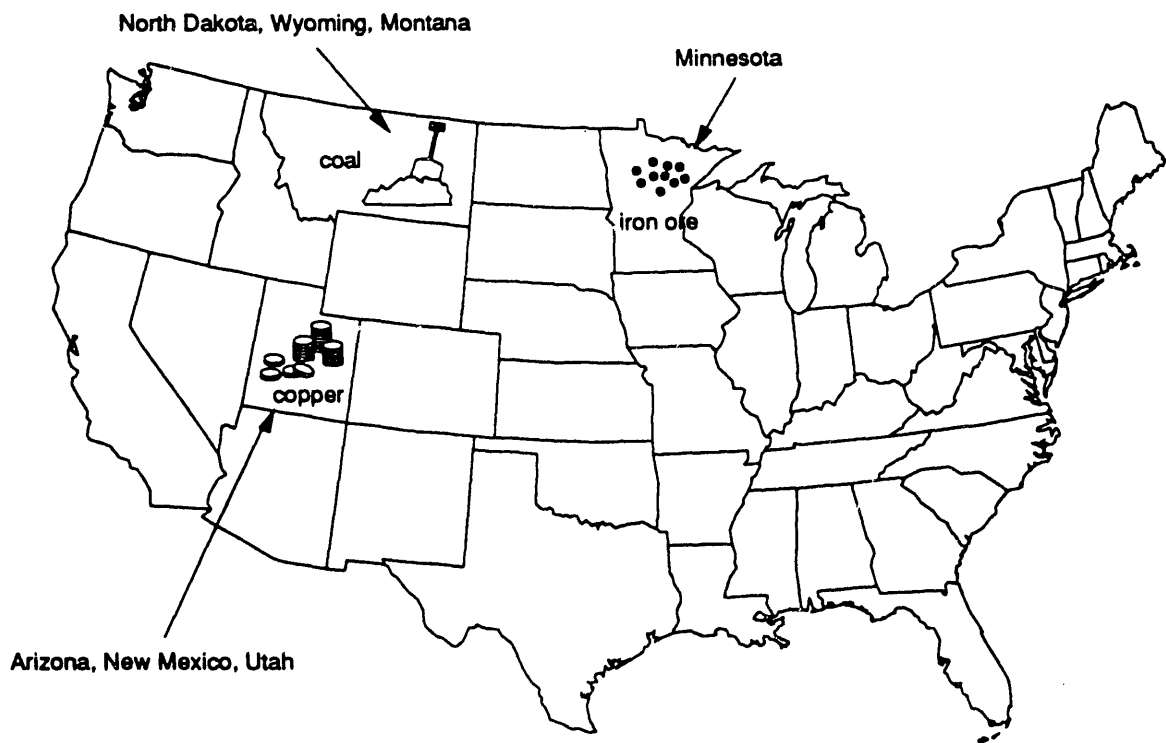 North Dakota, Wyoming, Montana
Minnesota
coal
iron ore
copper
Arizona, New Mexico, Utah